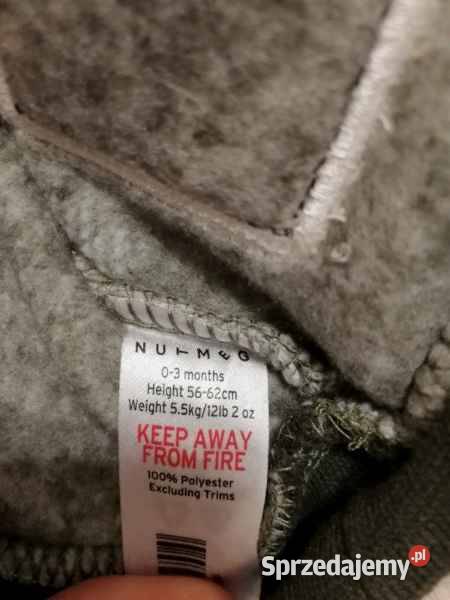 NUTMEG
0-3 months
Height 56-62cm
Weight 5.5kg/12lb 2 oz
KEEP AWAY
FROM FIRE
100% Polyester
Excluding Trims
Sprzedajemy.pl